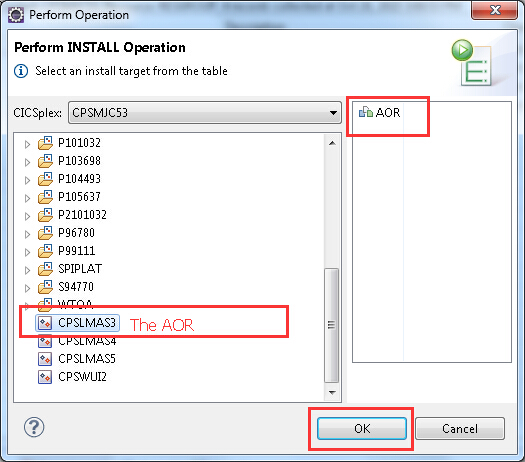 Perform Operation
Perform INSTALL Operation
Select an install target from the table
CICSplex: CPSMJC53
AOR
P101032
P103698
P104493
P105637
P2101032
P96780
P99111
SPIPLAT
S94770
WTOA
CPSLMAS3 The AOR
CPSLMAS4
CPSLMAS5
CPSWUI2
OK
Cancel